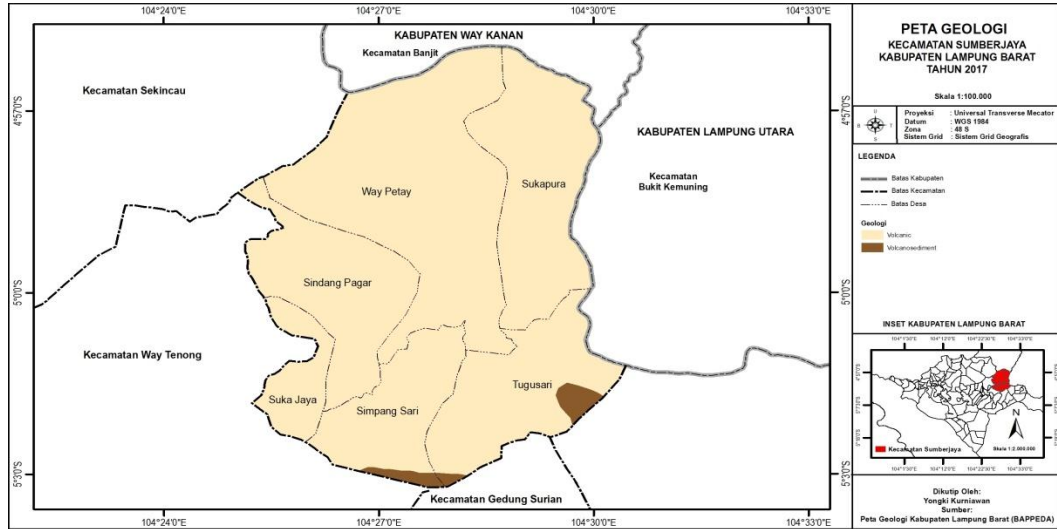 104°24'0"E 104°27'0"E 104°30'0"E 104°33'0"E
KABUPATEN WAY KANAN
Kecamatan Banjit
Kecamatan Sekincau
4°57'0"S
4°57'0"S
KABUPATEN LAMPUNG UTARA
Kecamatan
Bukit Kemuning
Way Petay
Sukapura
Sindang Pagar
5°0'0"S
5°0'0"S
Kecamatan Way Tenong
Tugusari
Suka Jaya
Simpang Sari
5°3'0"S
5°3'0"S
Kecamatan Gedung Surian
104°24'0"E 104°27'0"E 104°30'0"E 104°33'0"E
PETA GEOLOGI
KECAMATAN SUMBERJAYA
KABUPATEN LAMPUNG BARAT
TAHUN 2017
Skala 1:100.000
Proyeksi : Universal Transverse Mecator
Datum : WGS 1984
Zona : 48 S
Sistem Grid : Sistem Grid Geografis
LEGENDA
Batas Kabupaten
Batas Kecamatan
Batas Desa
Geologi
Volcanic
Volcanosediment
INSET KABUPATEN LAMPUNG BARAT
N
Kecamatan Sumberjaya
Skala 1:2.000.000
Dikutip Oleh:
Yongki Kurniawan
Sumber:
Peta Geologi Kabupaten Lampung Barat (BAPPEDA)